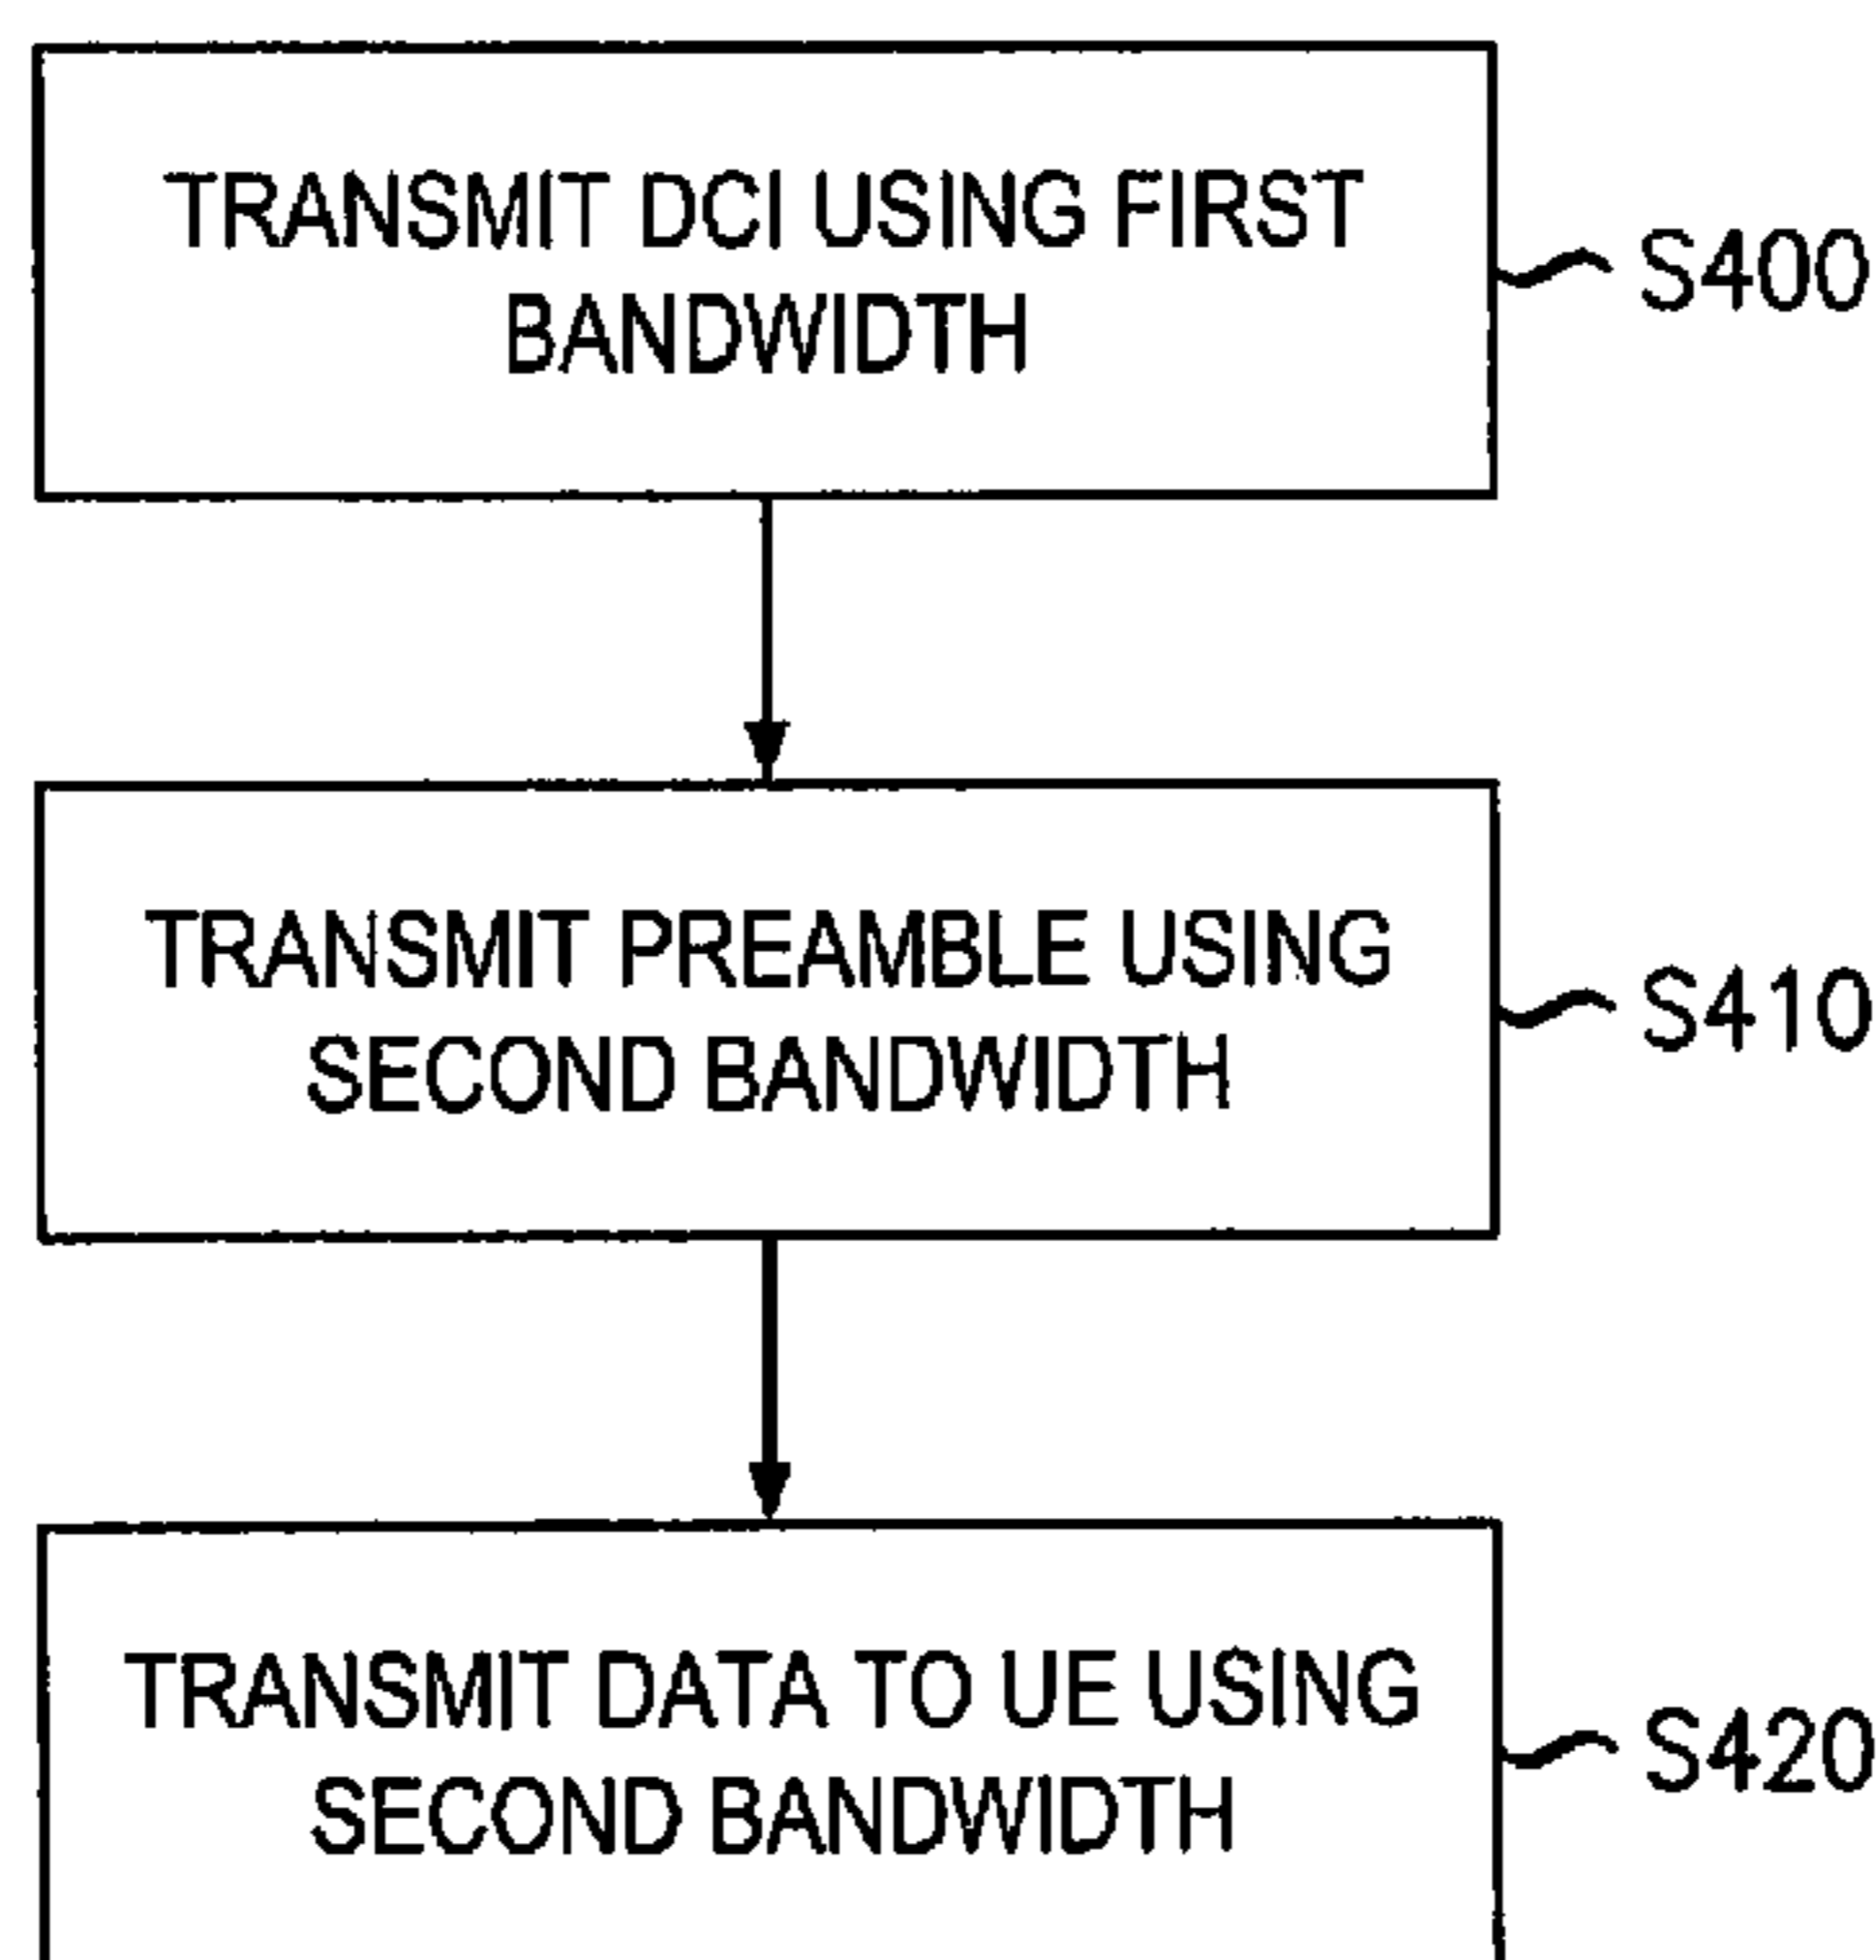 TRANSMIT DCI USING FIRST
BANDWIDTH
S400
TRANSMIT PREAMBLE USING
SECOND BANDWIDTH
S410
TRANSMIT DATA TO UE USING
SECOND BANDWIDTH
S420